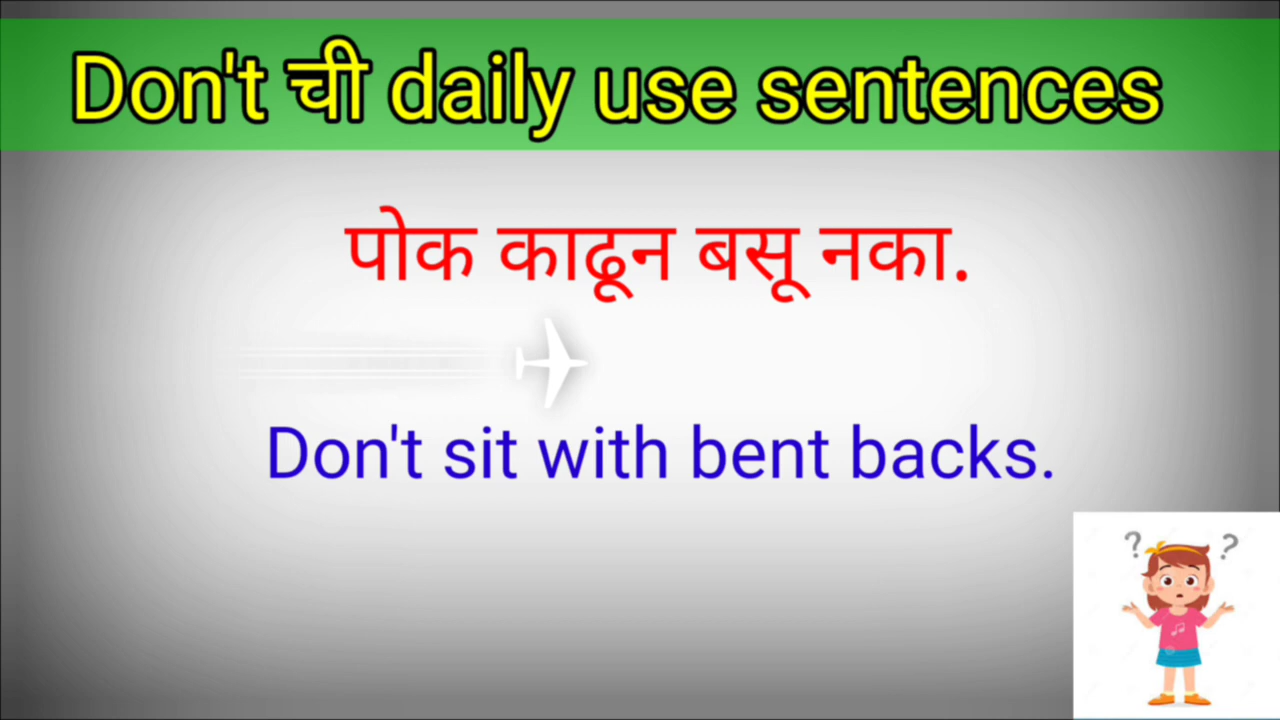 Don't ची daily use sentences
पोक काढून बसू नका.
Don't sit with bent backs.
? ?